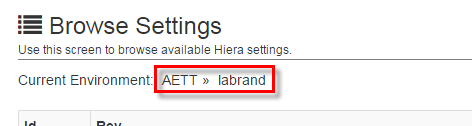 Browse Settings
Use this screen to browse available Hiera settings.
Current Environment: AETT » labrand
Id Key